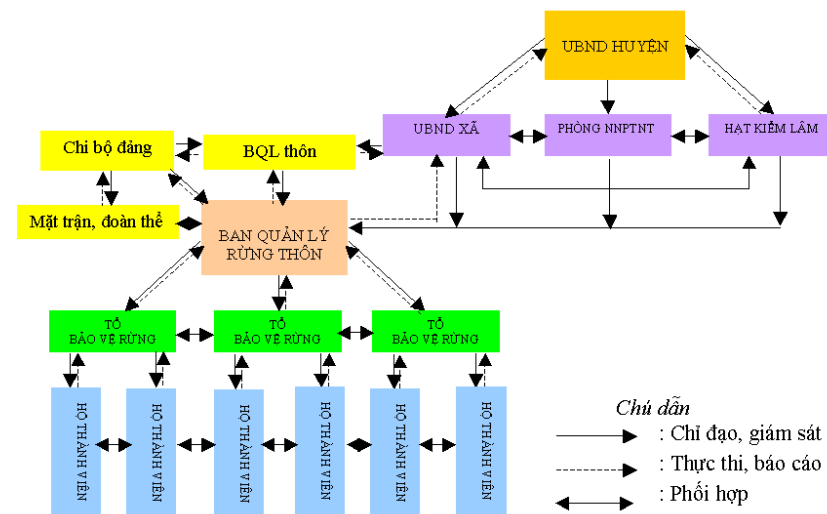 UBND HUYỆN
UBND XÃ
PHÒNG NNPTNT
HẠT KIỂM LÂM
Chi bộ đảng
BQL thôn
Mặt trận, đoàn thể
BAN QUẢN LÝ
RỪNG THÔN
TỔ
BẢO VỆ RỪNG
TỔ
BẢO VỆ RỪNG
TỔ
BẢO VỆ RỪNG
HỘ THÀNH VIÊN
HỘ THÀNH VIÊN
HỘ THÀNH VIÊN
HỘ THÀNH VIÊN
HỘ THÀNH VIÊN
HỘ THÀNH VIÊN
Chú dẫn
: Chỉ đạo, giám sát
: Thực thi, báo cáo
: Phối hợp